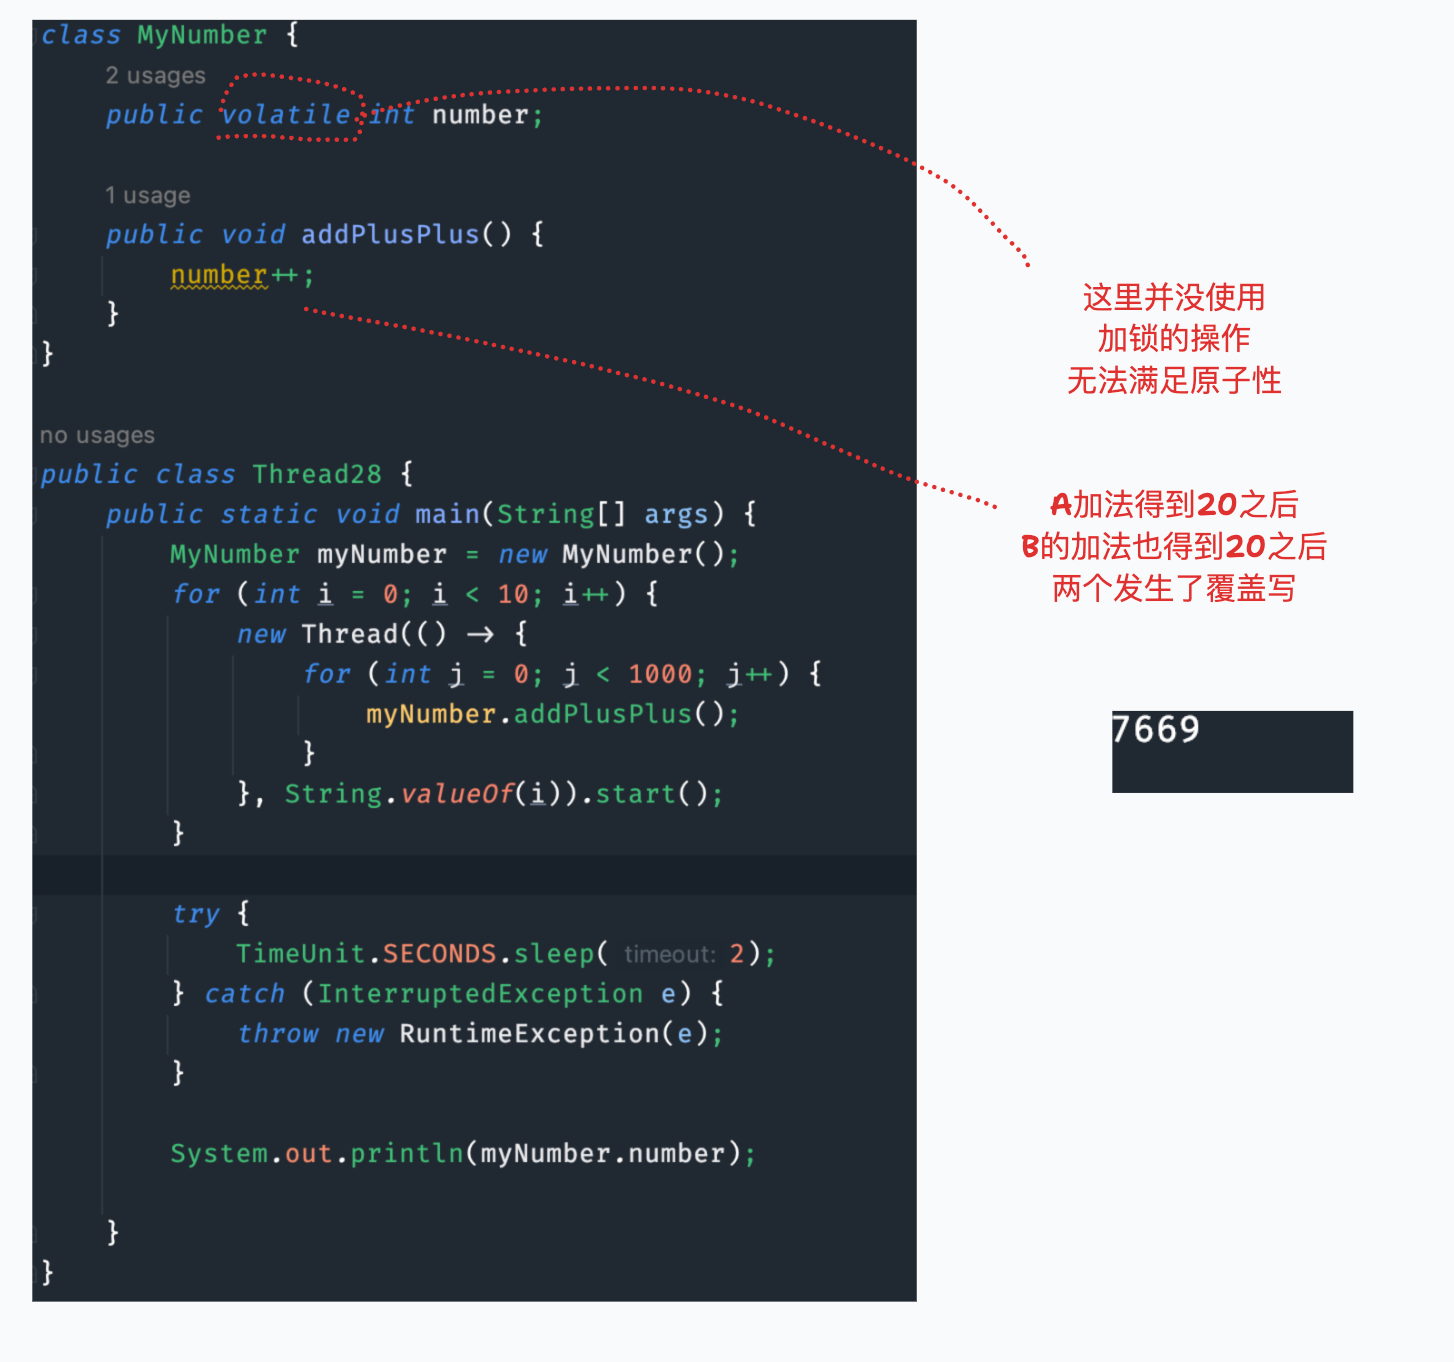 class MyNumber {
2 usages
public volatile int number;
1 usage
public void addPlusPlus() {
number++;
}
}
no usages
public class Thread28 {
public static void main(String[] args) {
MyNumber myNumber = new MyNumber();
for (int i = 0; i < 10; i++) {
new Thread(() -> {
for (int j = 0; j < 1000; j++) {
myNumber.addPlusPlus();
}
}, String.valueOf(i)).start();
}
try {
TimeUnit.SECONDS.sleep( timeout: 2);
} catch (InterruptedException e) {
throw new RuntimeException(e);
}
System.out.println(myNumber.number);
}
}
这里并没使用
加锁的操作
无法满足原子性
A加法得到20之后
B的加法也得到20之后
两个发生了覆盖写
7669